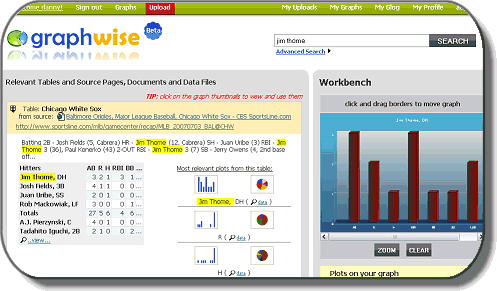 Welcome danny! Sign out Graphs Upload My Uploads My Graphs My Glog My Profile
graphwise Beta
jim thome SEARCH
Advanced Search
Relevant Tables and Source Pages, Documents and Data Files
TIP: click on the graph thumbnails to view and use them
Table: Chicago White Sox
from source: Baltimore Orioles, Major League Baseball, Chicago White Sox - CBS SportsLine.com
http://www.sportsline.com/mlb/gamecenter/recap/MLB_20070703_BAL@CHW
Batting 2B - Josh Fields (5, Cabrera) HR - Jim Thome (12, Cabrera) SH - Juan Uribe (3) RBI - Jim
Thome 3 (36), Paul Konerko (43) 2-OUT RBI - Jim Thome 3 (7) SB - Jerry Owens (4, 2nd base
off...
Hitters AB R H RBI BB ...
Jim Thome, DH 3 2 1 3 1 ...
Josh Fields, 3B 4 1 1 0 0 ...
Juan Uribe, SS 2 1 0 1 0 ...
Rob Mackowiak, LF 3 0 0 1 ...
Totals 27 5 6 4 6 ...
A.J. Pierzynski, C 4 0 1 0 0 ...
Tadahito Iguchi, 2B 2 1 0 0 2 ...
..view...
Most relevant plots from this table:
Jim Thome, DH ( data )
R ( data )
H ( data )
Workbench
click and drag borders to move graph
Jim Thome, DH
ZOOM CLEAR
Plots on your graph